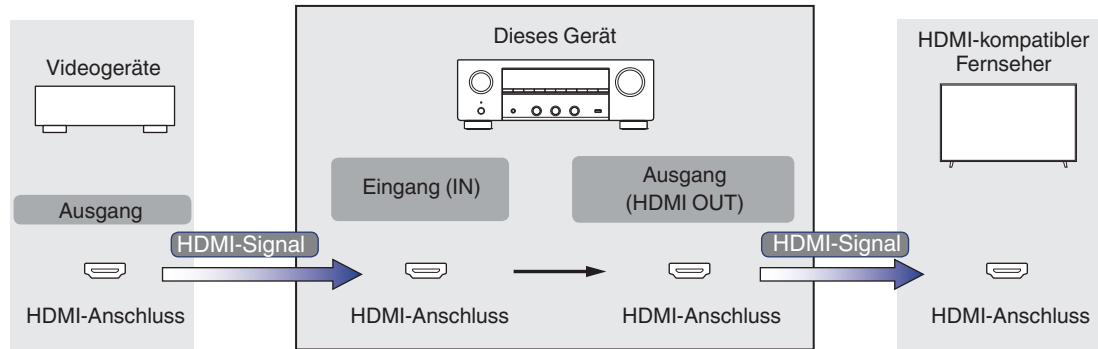 Videogeräte
Ausgang
HDMI-Signal
HDMI-Anschluss
Dieses Gerät
Eingang (IN)
HDMI-Anschluss
Ausgang
(HDMI OUT)
HDMI-Anschluss
HDMI-Signal
HDMI-kompatibler
Fernseher
HDMI-Anschluss